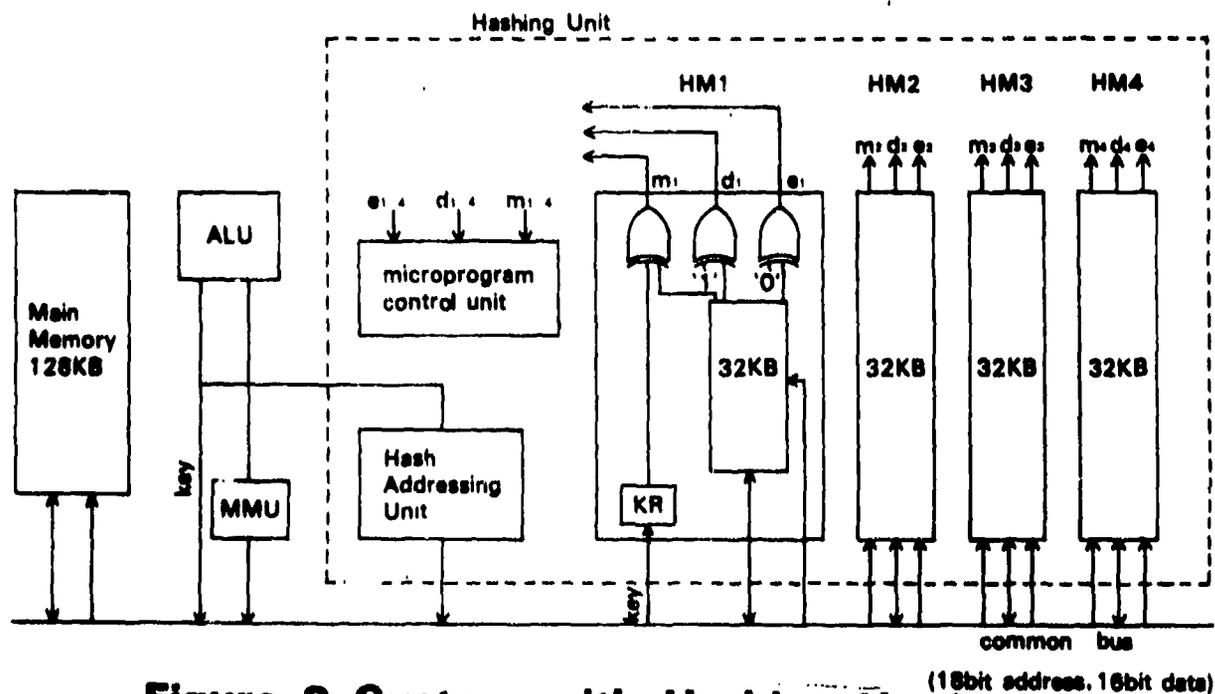 Hashing Unit
HM1
HM2
HM3
HM4
m₂ d₂ e₂
m₃ d₃ e₃
m₄ d₄ e₄
m₁
d₁
e₁
e₁ ₄
d₁ ₄
m₁ ₄
ALU
microprogram
control unit
'1'
'0'
Main
Memory
128KB
32KB
32KB
32KB
32KB
Hash
Addressing
Unit
key
MMU
KR
key
common bus
(18bit address, 16bit data)